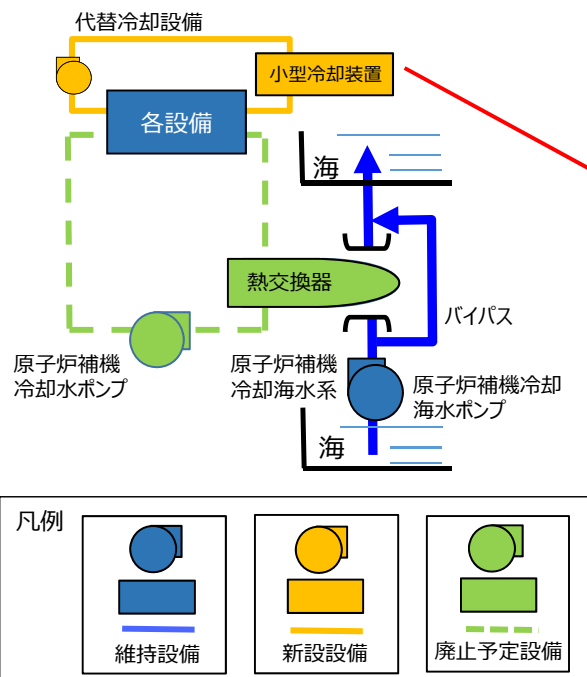 代替冷却設備
小型冷却装置
各設備
海
熱交換器
バイパス
原子炉補機
冷却水ポンプ
原子炉補機
冷却海水系
原子炉補機冷却
海水ポンプ
海
凡例
維持設備
新設設備
廃止予定設備